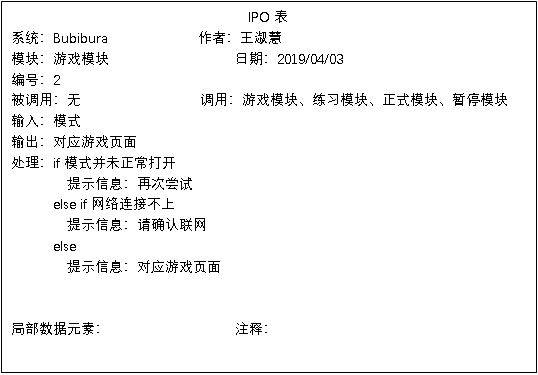 IPO 表
系统：Bubibura 作者：王淑慧
模块：游戏模块 日期：2019/04/03
编号：2
被调用：无 调用：游戏模块、练习模块、正式模块、暂停模块
输入：模式
输出：对应游戏页面
处理：if 模式并未正常打开
提示信息：再次尝试
else if 网络连接不上
提示信息：请确认联网
else
提示信息：对应游戏页面
局部数据元素： 注释：